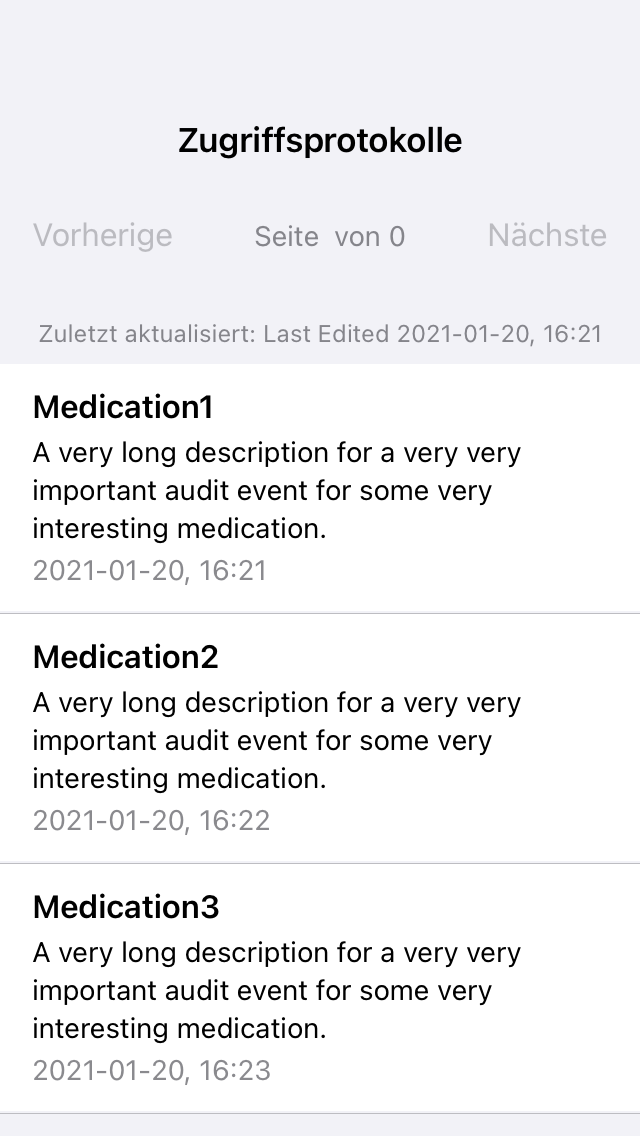 Zugriffsprotokolle
Vorherige Seite von 0 Nächste
Zuletzt aktualisiert: Last Edited 2021-01-20, 16:21
Medication1
A very long description for a very very
important audit event for some very
interesting medication.
2021-01-20, 16:21
Medication2
A very long description for a very very
important audit event for some very
interesting medication.
2021-01-20, 16:22
Medication3
A very long description for a very very
important audit event for some very
interesting medication.
2021-01-20, 16:23